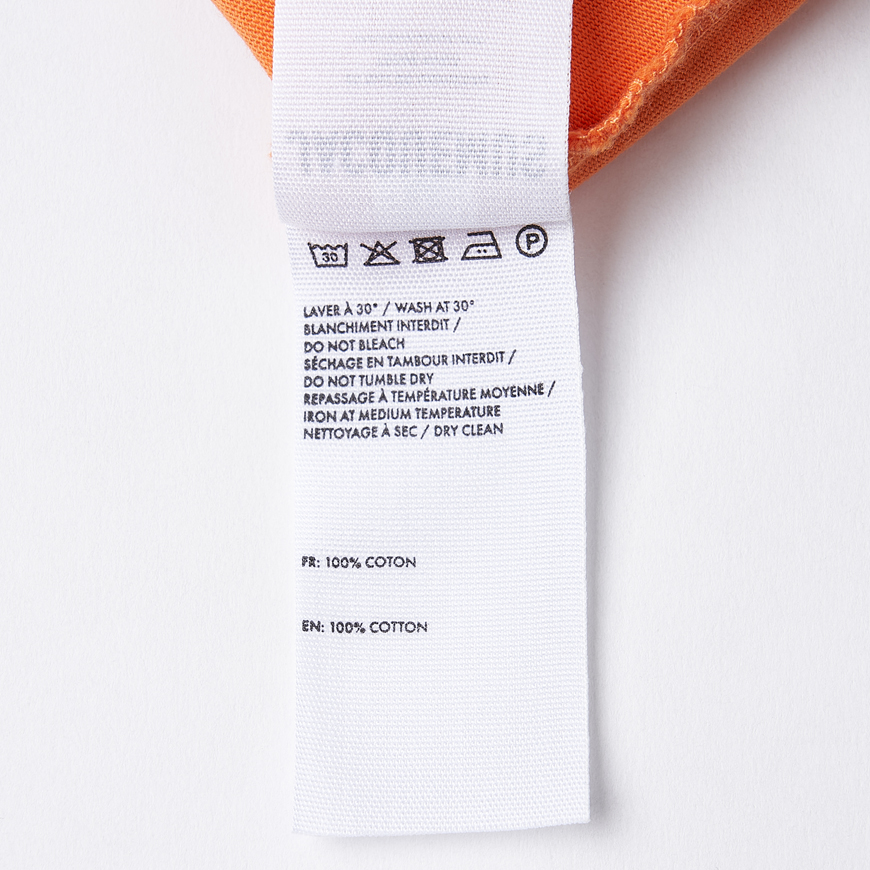 30 P
LAVER À 30° / WASH AT 30°
BLANCHIMENT INTERDIT /
DO NOT BLEACH
SÉCHAGE EN TAMBOUR INTERDIT /
DO NOT TUMBLE DRY
REPASSAGE À TEMPÉRATURE MOYENNE /
IRON AT MEDIUM TEMPERATURE
NETTOYAGE À SEC / DRY CLEAN
FR: 100% COTON
EN: 100% COTTON